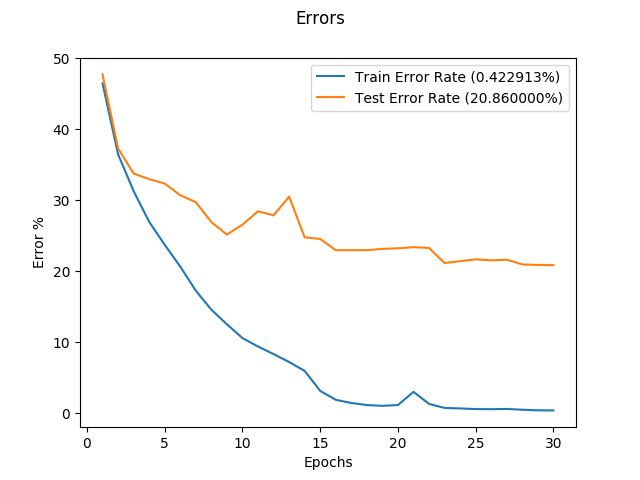 Errors
Train Error Rate (0.422913%)
Test Error Rate (20.860000%)
Error %
50
40
30
20
10
0
0 5 10 15 20 25 30
Epochs